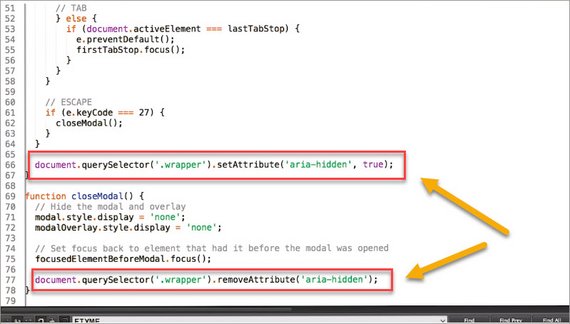 51
52 // TAB
53 } else {
53 if (document.activeElement === lastTabStop) {
54 e.preventDefault();
55 firstTabStop.focus();
56 }
57 }
58 }
59
60 // ESCAPE
61 if (e.keyCode === 27) {
62 closeModal();
63 }
64 }
65
66 document.querySelector('.wrapper').setAttribute('aria-hidden', true);
67 }
69 function closeModal() {
70 // Hide the modal and overlay
71 modal.style.display = 'none';
72 modalOverlay.style.display = 'none';
73
74 // Set focus back to element that had it before the modal was opened
75 focusedElementBeforeModal.focus();
76
77 document.querySelector('.wrapper').removeAttribute('aria-hidden');
78 }
79
Find Find Prev Find All